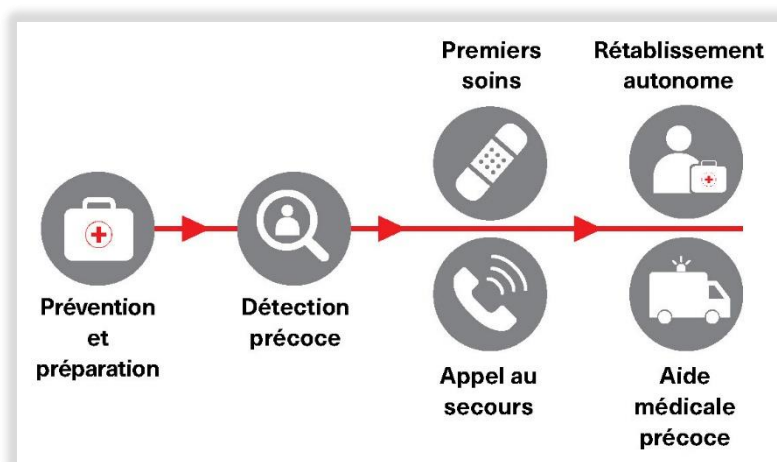 Premiers
soins
Rétablissement
autonome
Prévention
et
préparation
Détection
précoce
Appel au
secours
Aide
médicale
précoce